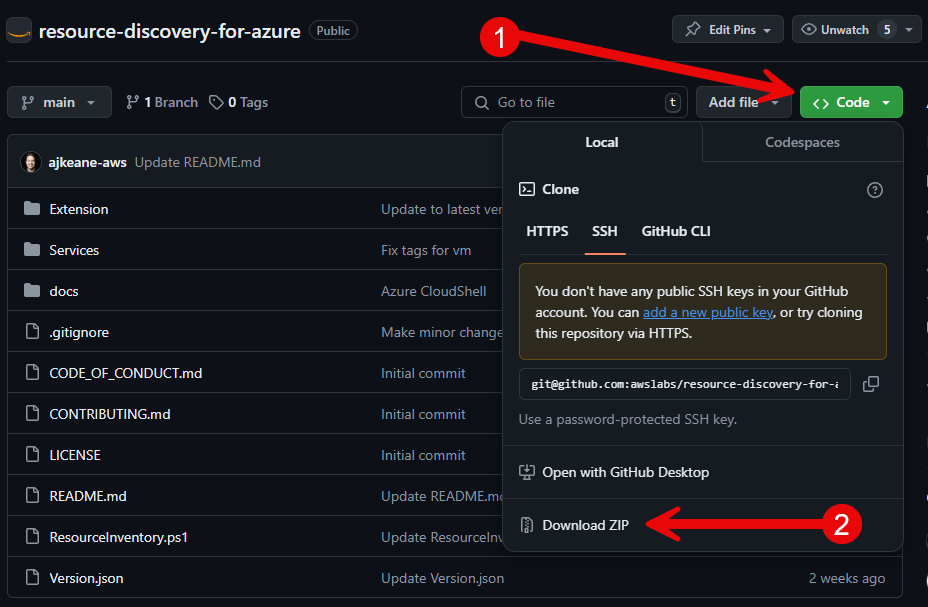 resource-discovery-for-azure Public Edit Pins Unwatch 5
1
main 1 Branch 0 Tags Go to file t Add file Code
Local Codespaces
ajkeane-aws Update README.md
Clone
HTTPS SSH GitHub CLI
You don't have any public SSH keys in your GitHub
account. You can add a new public key, or try cloning
this repository via HTTPS.
git@github.com:awslabs/resource-discovery-for-a
Use a password-protected SSH key.
Open with GitHub Desktop
Download ZIP 2
Extension Update to latest ver
Services Fix tags for vm
docs Azure CloudShell
.gitignore Make minor change
CODE_OF_CONDUCT.md Initial commit
CONTRIBUTING.md Initial commit
LICENSE Initial commit
README.md Update README.md
ResourceInventory.ps1 Update ResourceInv
Version.json Update Version.json 2 weeks ago